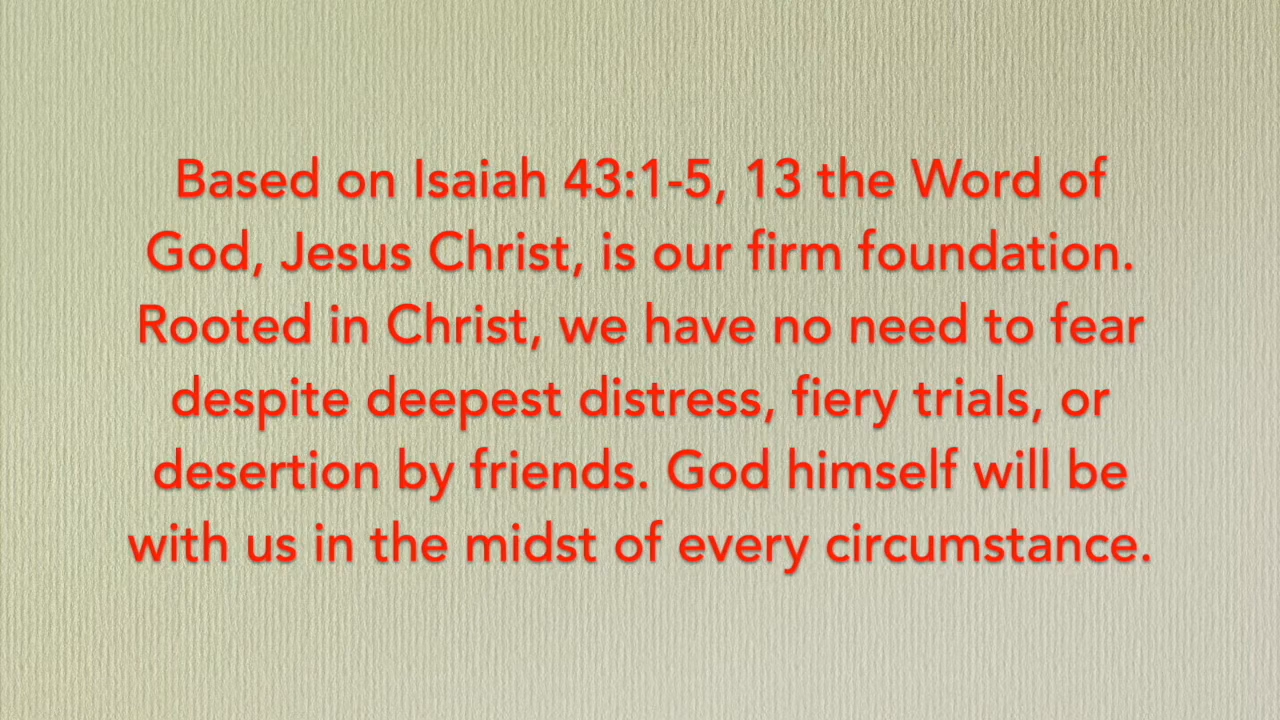 Based on Isaiah 43:1-5, 13 the Word of
God, Jesus Christ, is our firm foundation.
Rooted in Christ, we have no need to fear
despite deepest distress, fiery trials, or
desertion by friends. God himself will be
with us in the midst of every circumstance.